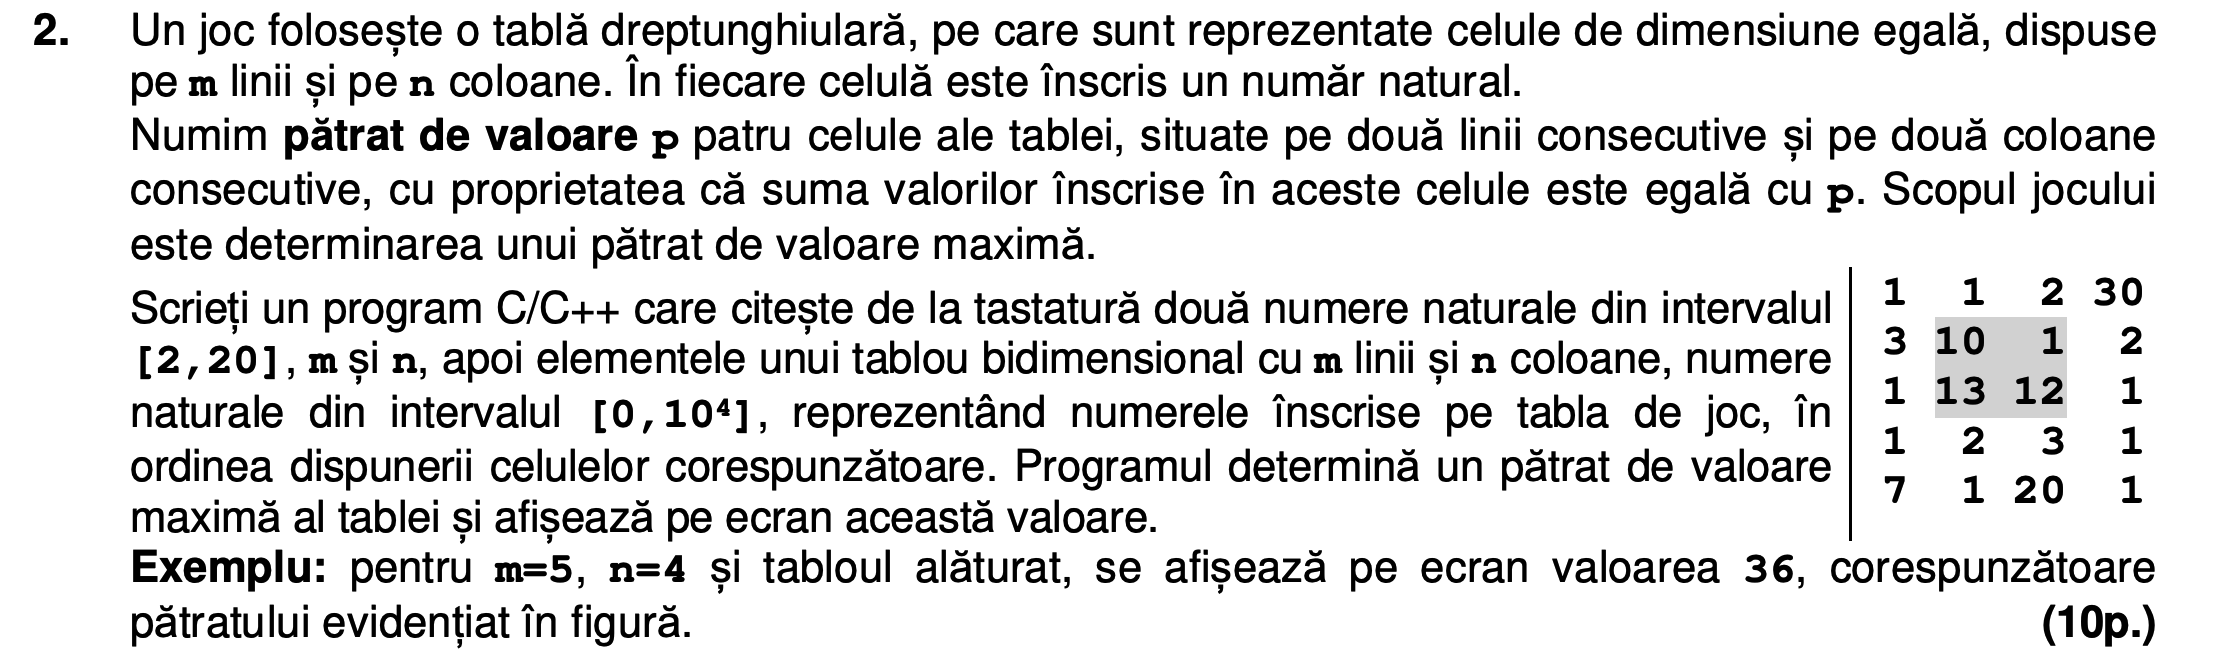 2. Un joc folosește o tablă dreptunghiulară, pe care sunt reprezentate celule de dimensiune egală, dispuse
pe m linii și pe n coloane. În fiecare celulă este înscris un număr natural.
Numim pătrat de valoare p patru celule ale tablei, situate pe două linii consecutive și pe două coloane
consecutive, cu proprietatea că suma valorilor înscrise în aceste celule este egală cu p. Scopul jocului
este determinarea unui pătrat de valoare maximă.
Scrieți un program C/C++ care citește de la tastatură două numere naturale din intervalul
[2,20], m și n, apoi elementele unui tablou bidimensional cu m linii și n coloane, numere
naturale din intervalul [0,10⁴], reprezentând numerele înscrise pe tabla de joc, în
ordinea dispunerii celulelor corespunzătoare. Programul determină un pătrat de valoare
maximă al tablei și afișează pe ecran această valoare.
1 1 2 30
3 10 1 2
1 13 12 1
1 2 3 1
7 1 20 1
Exemplu: pentru m=5, n=4 și tabloul alăturat, se afișează pe ecran valoarea 36, corespunzătoare
pătratului evidențiat în figură. (10p.)